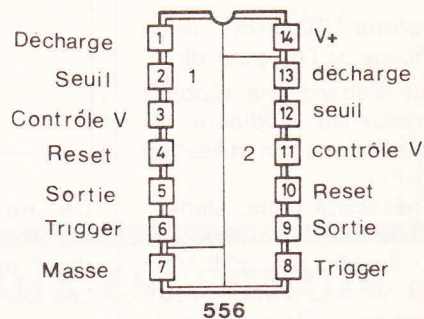 Décharge 1 14 V+
Seuil 2 1 13 décharge
Contrôle V 3 12 seuil
Reset 4 2 11 contrôle V
Sortie 5 10 Reset
Trigger 6 9 Sortie
Masse 7 8 Trigger
556